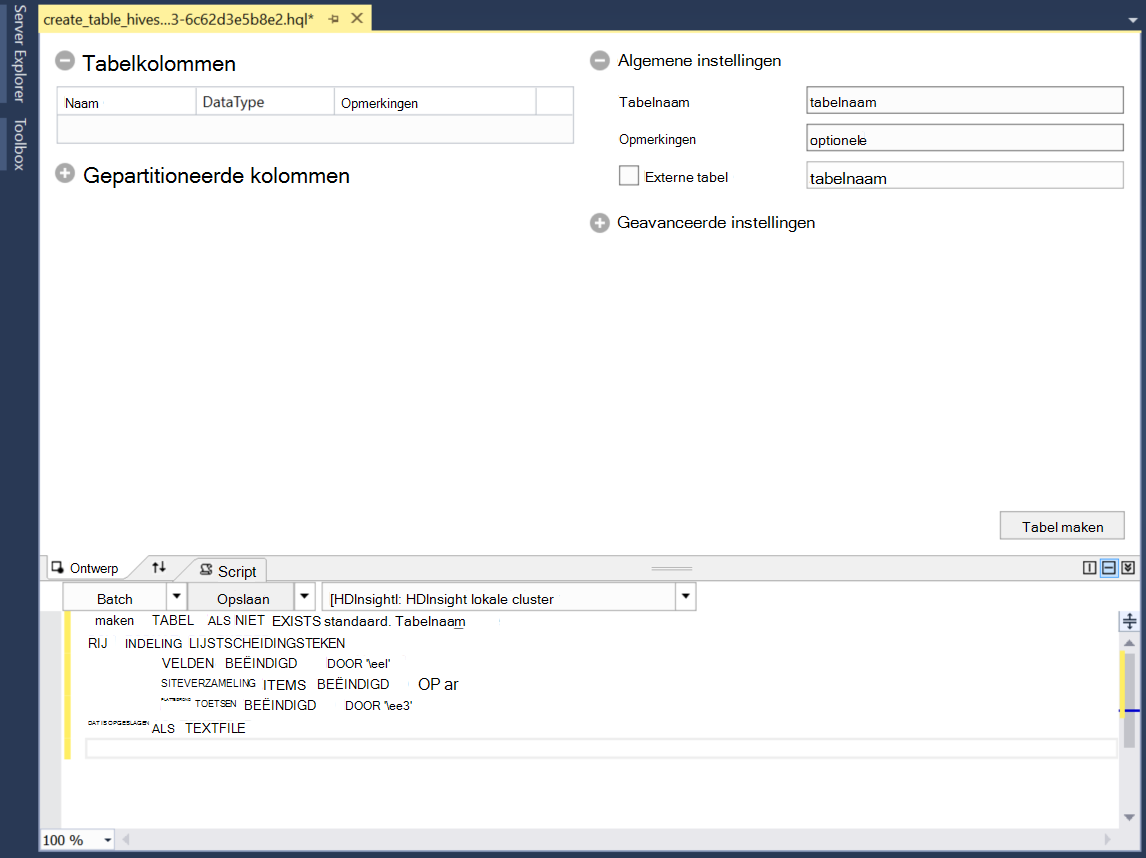 Server Explorer
Toolbox
create_table_hives...3-6c62d3e5b8e2.hql*
Tabelkolommen
Naam DataType Opmerkingen
Gepartitioneerde kolommen
Algemene instellingen
Tabelnaam tabelnaam
Opmerkingen optionele
Externe tabel tabelnaam
Geavanceerde instellingen
Tabel maken
Ontwerp Script
Batch Opslaan [HDInsightl: HDInsight lokale cluster
maken TABEL ALS NIET EXISTS standaard. Tabelnaam
RIJ INDELING LIJSTSCHEIDINGSTEKEN
VELDEN BEËINDIGD DOOR '\eel'
SITEVERZAMELING ITEMS BEËINDIGD OP ar
TOETSEN BEËINDIGD DOOR '\ee3'
DAT IS OPGESLAGEN ALS TEXTFILE
100 %